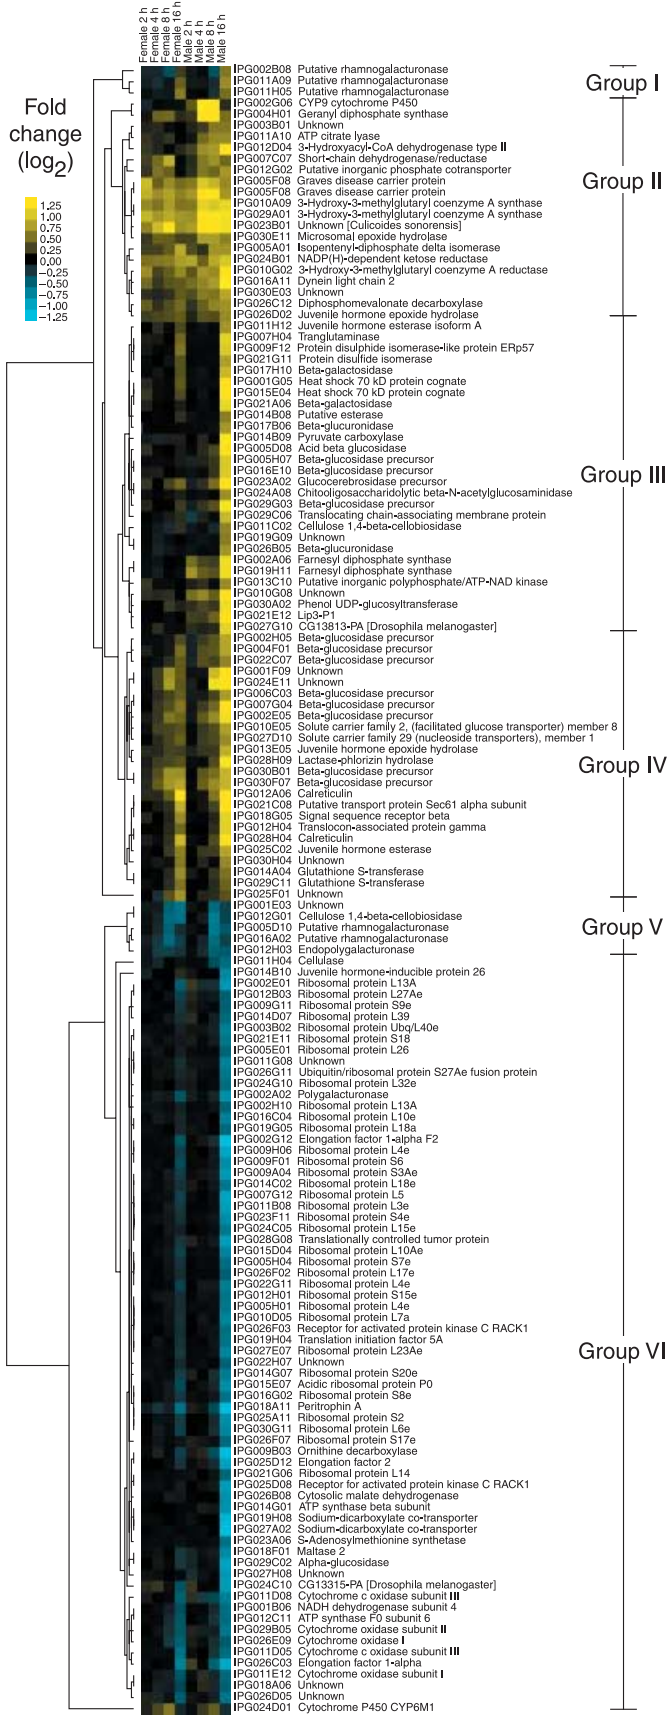 Female 2 h
Female 4 h
Female 8 h
Female 16 h
Male 2 h
Male 4 h
Male 8 h
Male 16 h
Fold
change
(log2)
1.25
1.00
0.75
0.50
0.25
0.00
−0.25
−0.50
−0.75
−1.00
−1.25
IPG002B08 Putative rhamnogalacturonase
IPG011A09 Putative rhamnogalacturonase
IPG011H05 Putative rhamnogalacturonase
Group I
IPG002G06 CYP9 cytochrome P450
IPG004H01 Geranyl diphosphate synthase
IPG003B01 Unknown
IPG011A10 ATP citrate lyase
IPG012D04 3-Hydroxyacyl-CoA dehydrogenase type II
IPG007C07 Short-chain dehydrogenase/reductase
IPG012G02 Putative inorganic phosphate cotransporter
IPG005F08 Graves disease carrier protein
IPG005F08 Graves disease carrier protein
Group II
IPG010A09 3-Hydroxy-3-methylglutaryl coenzyme A synthase
IPG029A01 3-Hydroxy-3-methylglutaryl coenzyme A synthase
IPG023B01 Unknown [Culicoides sonorensis]
IPG030E11 Microsomal epoxide hydrolase
IPG005A01 Isopentenyl-diphosphate delta isomerase
IPG024B01 NADP(H)-dependent ketose reductase
IPG010G02 3-Hydroxy-3-methylglutaryl coenzyme A reductase
IPG016A11 Dynein light chain 2
IPG030E03 Unknown
IPG026C12 Diphosphomevalonate decarboxylase
IPG026D02 Juvenile hormone epoxide hydrolase
IPG011H12 Juvenile hormone esterase isoform A
IPG007H04 Tranglutaminase
IPG009F12 Protein disulphide isomerase-like protein ERp57
IPG021G11 Protein disulfide isomerase
IPG017H10 Beta-galactosidase
IPG001G05 Heat shock 70 kD protein cognate
IPG015E04 Heat shock 70 kD protein cognate
IPG021A06 Beta-galactosidase
IPG014B08 Putative esterase
IPG017B06 Beta-glucuronidase
IPG014B09 Pyruvate carboxylase
IPG005D08 Acid beta glucosidase
IPG005H07 Beta-glucosidase precursor
IPG016E10 Beta-glucosidase precursor
Group III
IPG023A02 Glucocerebrosidase precursor
IPG024A08 Chitooligosaccharidolytic beta-N-acetylglucosaminidase
IPG029G03 Beta-glucosidase precursor
IPG029C06 Translocating chain-associating membrane protein
IPG011C02 Cellulose 1,4-beta-cellobiosidase
IPG019G09 Unknown
IPG026B05 Beta-glucuronidase
IPG002A06 Farnesyl diphosphate synthase
IPG019H11 Farnesyl diphosphate synthase
IPG013C10 Putative inorganic polyphosphate/ATP-NAD kinase
IPG010G08 Unknown
IPG030A02 Phenol UDP-glucosyltransferase
IPG021E12 Lip3-P1
IPG027G10 CG13813-PA [Drosophila melanogaster]
IPG002H05 Beta-glucosidase precursor
IPG004F01 Beta-glucosidase precursor
IPG022C07 Beta-glucosidase precursor
IPG001F09 Unknown
IPG024E11 Unknown
IPG006C03 Beta-glucosidase precursor
IPG007G04 Beta-glucosidase precursor
IPG002E05 Beta-glucosidase precursor
IPG010E05 Solute carrier family 2, (facilitated glucose transporter) member 8
IPG027D10 Solute carrier family 29 (nucleoside transporters), member 1
IPG013E05 Juvenile hormone epoxide hydrolase
IPG028H09 Lactase-phlorizin hydrolase
Group IV
IPG030B01 Beta-glucosidase precursor
IPG030F07 Beta-glucosidase precursor
IPG012A06 Calreticulin
IPG021C08 Putative transport protein Sec61 alpha subunit
IPG018G05 Signal sequence receptor beta
IPG012H04 Translocon-associated protein gamma
IPG028H04 Calreticulin
IPG025C02 Juvenile hormone esterase
IPG030H04 Unknown
IPG014A04 Glutathione S-transferase
IPG029C11 Glutathione S-transferase
IPG025F01 Unknown
IPG001E03 Unknown
IPG012G01 Cellulose 1,4-beta-cellobiosidase
IPG005D10 Putative rhamnogalacturonase
Group V
IPG016A02 Putative rhamnogalacturonase
IPG012H03 Endopolygalacturonase
IPG011H04 Cellulase
IPG014B10 Juvenile hormone-inducible protein 26
IPG002E01 Ribosomal protein L13A
IPG012B03 Ribosomal protein L27Ae
IPG009G11 Ribosomal protein S9e
IPG014D07 Ribosomal protein L39
IPG003B02 Ribosomal protein Ubq/L40e
IPG021E11 Ribosomal protein S18
IPG005E01 Ribosomal protein L26
IPG011G08 Unknown
IPG026G11 Ubiquitin/ribosomal protein S27Ae fusion protein
IPG024G10 Ribosomal protein L32e
IPG002A02 Polygalacturonase
IPG002H10 Ribosomal protein L13A
IPG016C04 Ribosomal protein L10e
IPG019G05 Ribosomal protein L18a
IPG002G12 Elongation factor 1-alpha F2
IPG009H06 Ribosomal protein L4e
IPG009F01 Ribosomal protein S6
IPG009A04 Ribosomal protein S3Ae
IPG014C02 Ribosomal protein L18e
IPG007G12 Ribosomal protein L5
IPG011B08 Ribosomal protein L3e
IPG023F11 Ribosomal protein S4e
IPG024C05 Ribosomal protein L15e
IPG028G08 Translationally controlled tumor protein
IPG015D04 Ribosomal protein L10Ae
IPG005H04 Ribosomal protein S7e
IPG026F02 Ribosomal protein L17e
IPG022G11 Ribosomal protein L4e
IPG012H01 Ribosomal protein S15e
IPG005H01 Ribosomal protein L4e
IPG010D05 Ribosomal protein L7a
IPG026F03 Receptor for activated protein kinase C RACK1
IPG019H04 Translation initiation factor 5A
IPG027E07 Ribosomal protein L23Ae
Group VI
IPG022H07 Unknown
IPG014G07 Ribosomal protein S20e
IPG015E07 Acidic ribosomal protein P0
IPG016G02 Ribosomal protein S8e
IPG018A11 Peritrophin A
IPG025A11 Ribosomal protein S2
IPG030G11 Ribosomal protein L6e
IPG026F07 Ribosomal protein S17e
IPG009B03 Ornithine decarboxylase
IPG025D12 Elongation factor 2
IPG021G06 Ribosomal protein L14
IPG025D08 Receptor for activated protein kinase C RACK1
IPG026B08 Cytosolic malate dehydrogenase
IPG014G01 ATP synthase beta subunit
IPG019H08 Sodium-dicarboxylate co-transporter
IPG027A02 Sodium-dicarboxylate co-transporter
IPG023A06 S-Adenosylmethionine synthetase
IPG018F01 Maltase 2
IPG029C02 Alpha-glucosidase
IPG027H08 Unknown
IPG024C10 CG13315-PA [Drosophila melanogaster]
IPG011D08 Cytochrome c oxidase subunit III
IPG001B06 NADH dehydrogenase subunit 4
IPG012C11 ATP synthase F0 subunit 6
IPG029B05 Cytochrome oxidase subunit II
IPG026E09 Cytochrome oxidase I
IPG011D05 Cytochrome c oxidase subunit III
IPG026C03 Elongation factor 1-alpha
IPG011E12 Cytochrome oxidase subunit I
IPG018A06 Unknown
IPG026D05 Unknown
IPG024D01 Cytochrome P450 CYP6M1